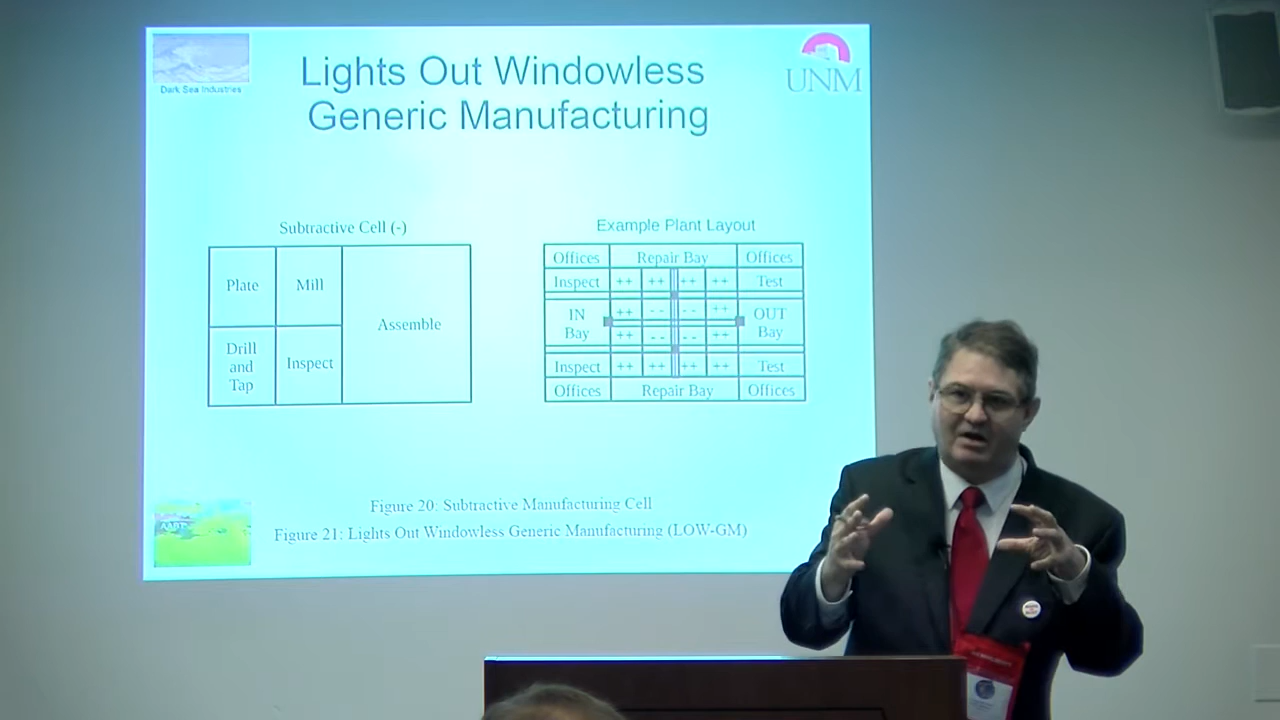 Lights Out Windowless
Generic Manufacturing
Dark Sea Industries
UNM
Subtractive Cell (-)
Plate
Mill
Assemble
Drill
and
Tap
Inspect
Example Plant Layout
Offices Repair Bay Offices
Inspect ++ ++ ++ ++ Test
IN
Bay
++ -- -- ++
++ -- -- ++
OUT
Bay
Inspect ++ ++ ++ ++ Test
Offices Repair Bay Offices
Figure 20: Subtractive Manufacturing Cell
Figure 21: Lights Out Windowless Generic Manufacturing (LOW-GM)